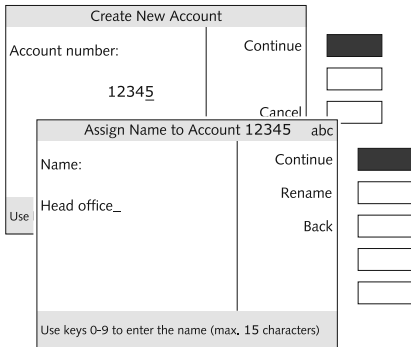 Create New Account
Account number:
Continue
12345
Cancel
Assign Name to Account 12345 abc
Name:
Continue
Rename
Head office_
Back
Use
Use keys 0-9 to enter the name (max. 15 characters)